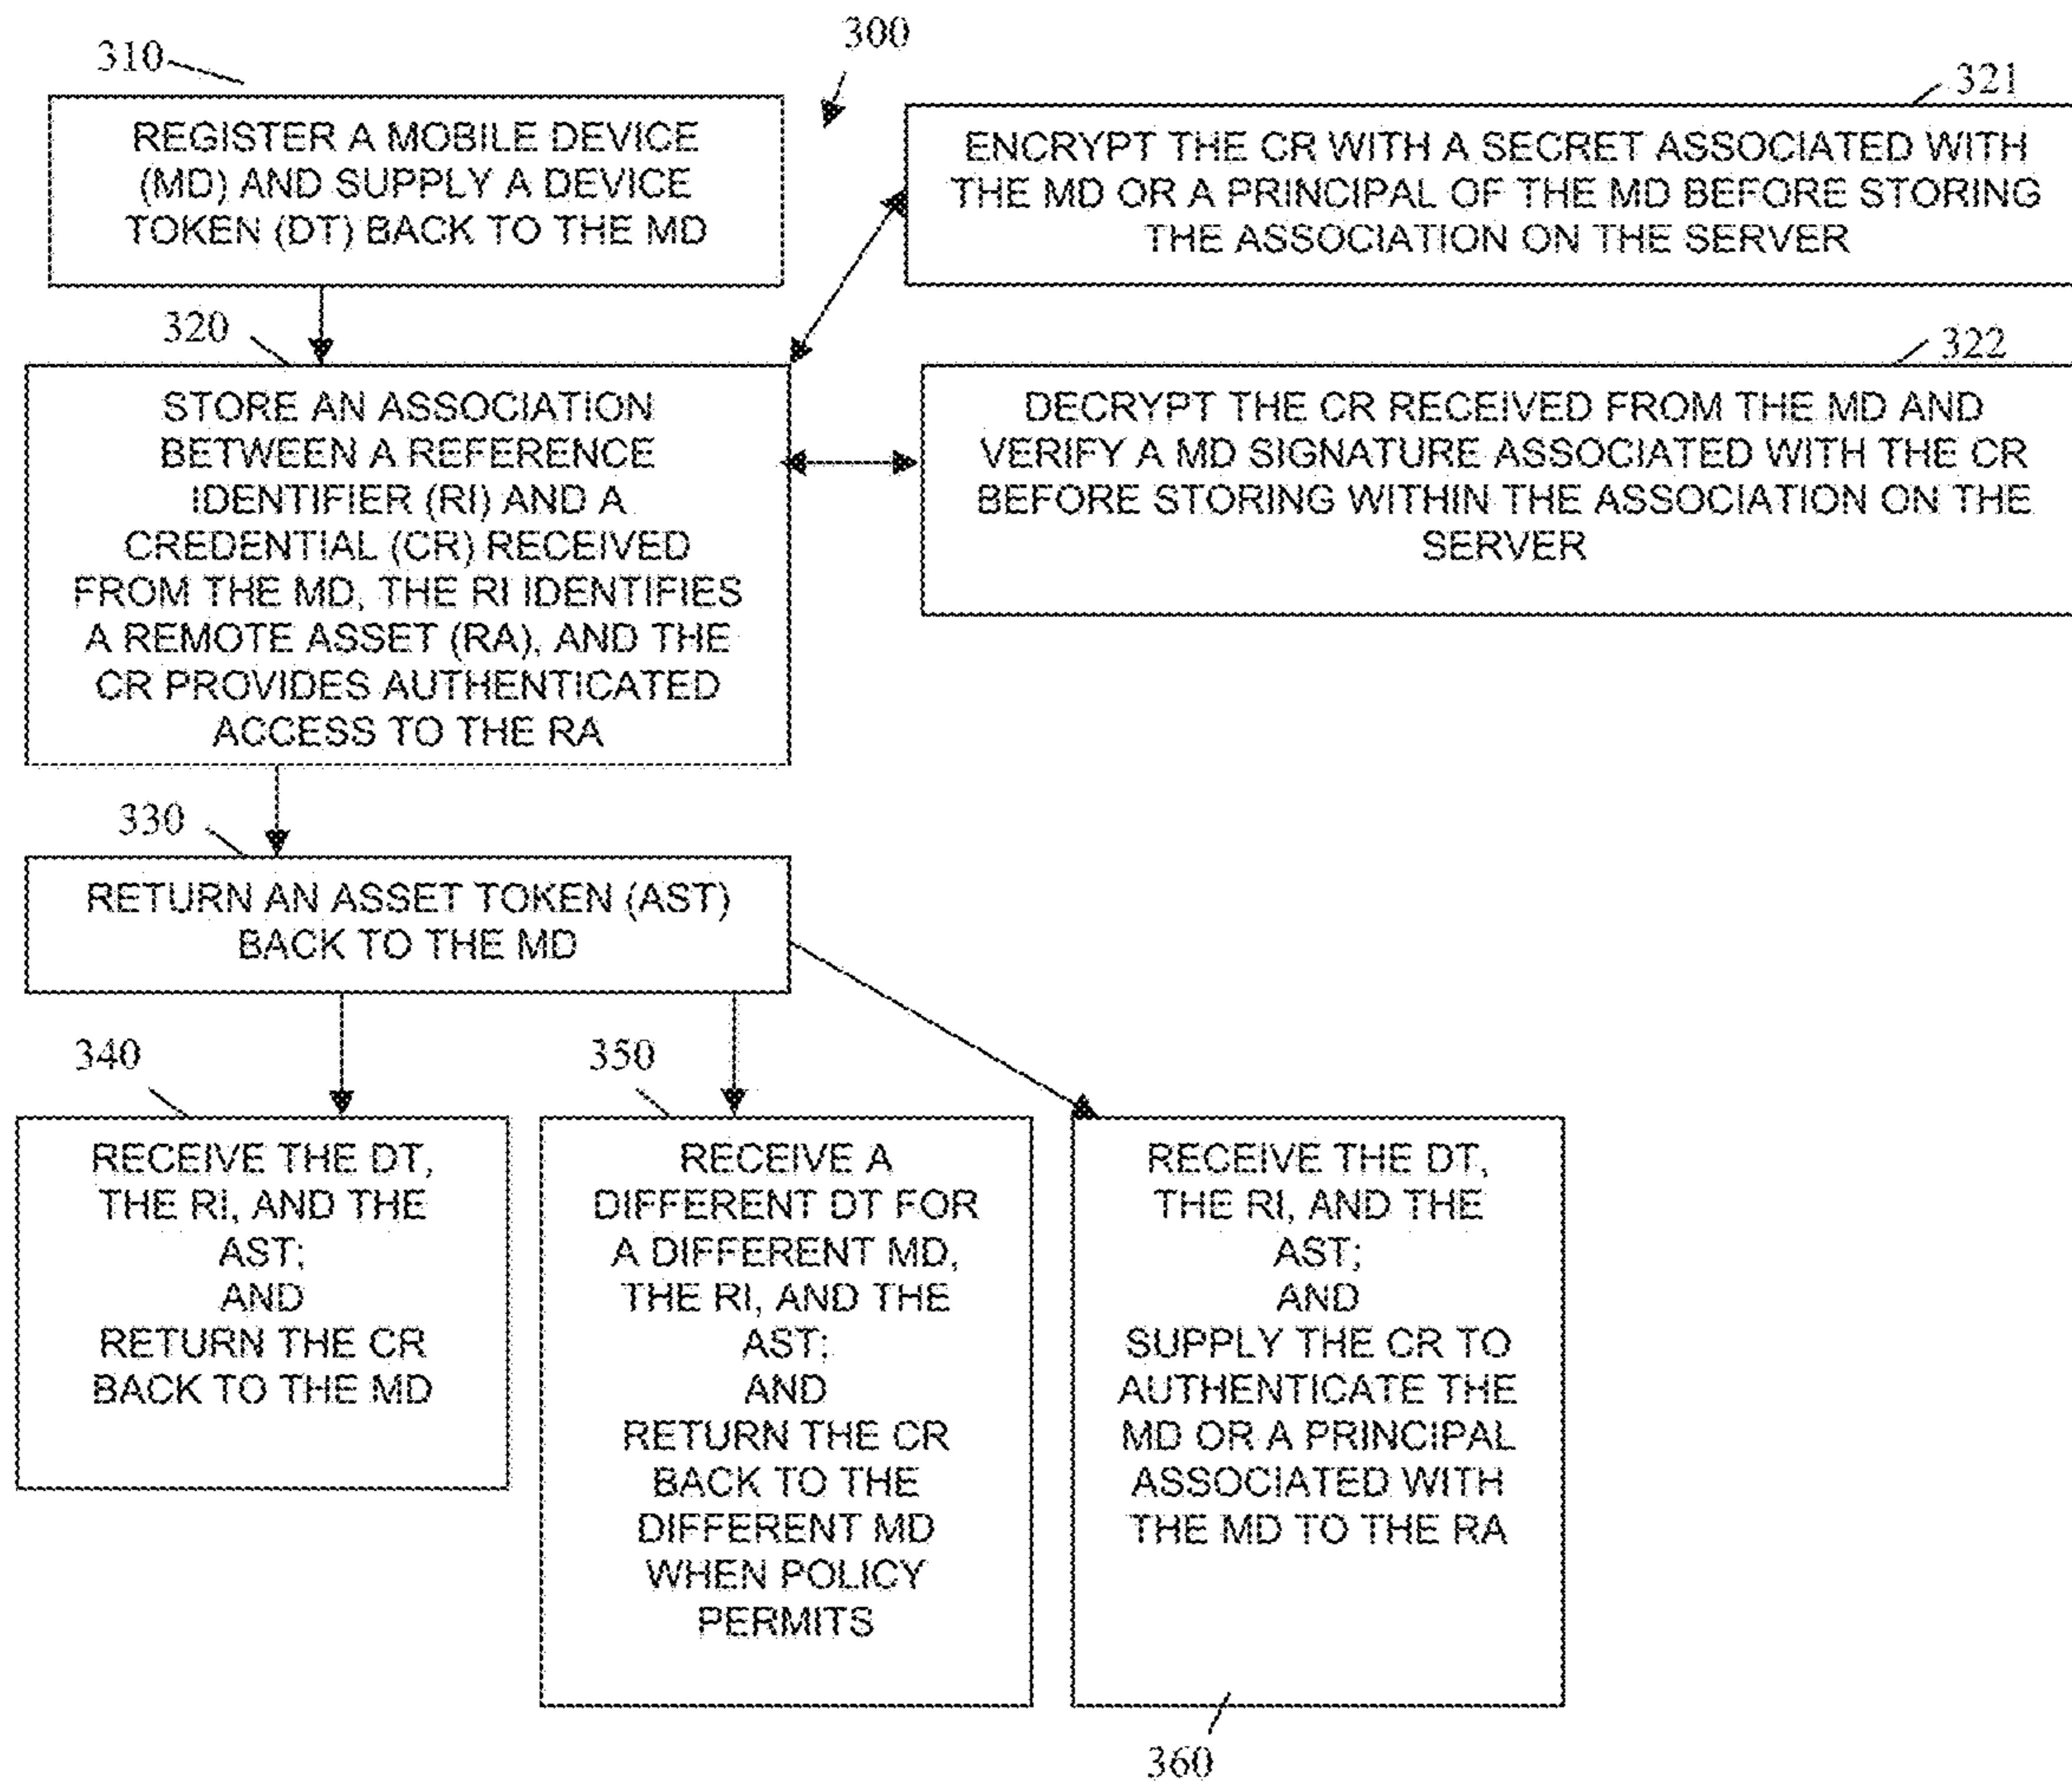 300
310
REGISTER A MOBILE DEVICE
(MD) AND SUPPLY A DEVICE
TOKEN (DT) BACK TO THE MD
321
ENCRYPT THE CR WITH A SECRET ASSOCIATED WITH
THE MD OR A PRINCIPAL OF THE MD BEFORE STORING
THE ASSOCIATION ON THE SERVER
320
STORE AN ASSOCIATION
BETWEEN A REFERENCE
IDENTIFIER (RI) AND A
CREDENTIAL (CR) RECEIVED
FROM THE MD, THE RI IDENTIFIES
A REMOTE ASSET (RA), AND THE
CR PROVIDES AUTHENTICATED
ACCESS TO THE RA
322
DECRYPT THE CR RECEIVED FROM THE MD AND
VERIFY A MD SIGNATURE ASSOCIATED WITH THE CR
BEFORE STORING WITHIN THE ASSOCIATION ON THE
SERVER
330
RETURN AN ASSET TOKEN (AST)
BACK TO THE MD
340
RECEIVE THE DT,
THE RI, AND THE
AST;
AND
RETURN THE CR
BACK TO THE MD
350
RECEIVE A
DIFFERENT DT FOR
A DIFFERENT MD,
THE RI, AND THE
AST;
AND
RETURN THE CR
BACK TO THE
DIFFERENT MD
WHEN POLICY
PERMITS
RECEIVE THE DT,
THE RI, AND THE
AST;
AND
SUPPLY THE CR TO
AUTHENTICATE THE
MD OR A PRINCIPAL
ASSOCIATED WITH
THE MD TO THE RA
360